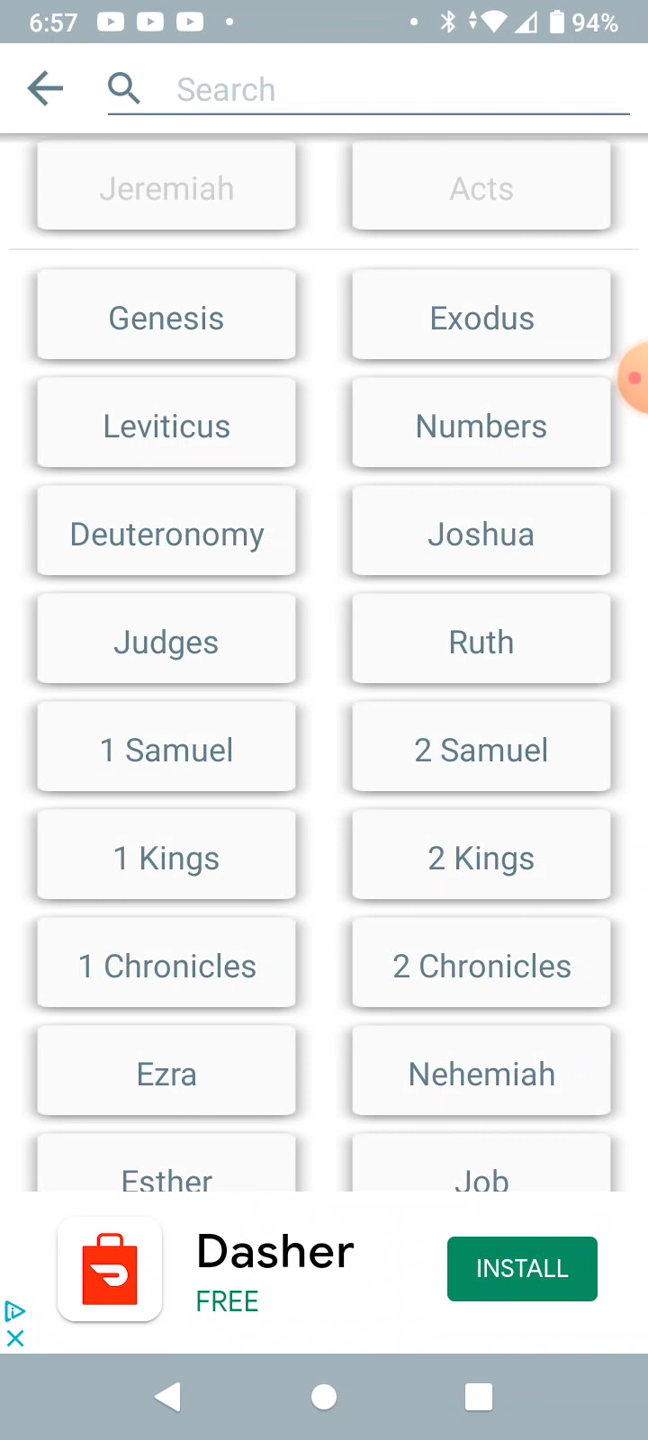 6:57 94%
Search
Jeremiah Acts
Genesis Exodus
Leviticus Numbers
Deuteronomy Joshua
Judges Ruth
1 Samuel 2 Samuel
1 Kings 2 Kings
1 Chronicles 2 Chronicles
Ezra Nehemiah
Esther Job
Dasher
FREE
INSTALL